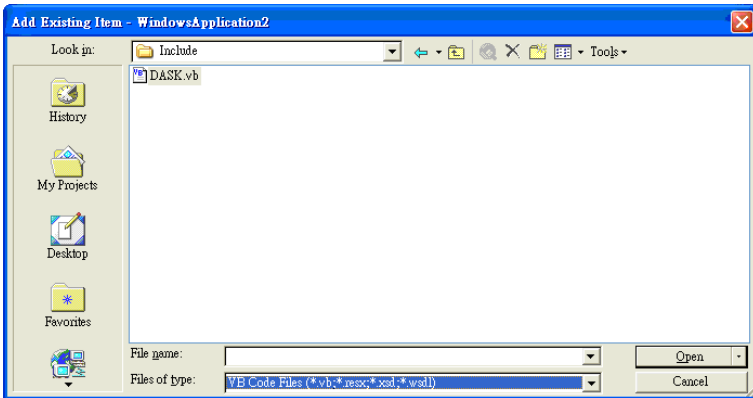 Add Existing Item - WindowsApplication2
Look in: Include Tools
DASK.vb
History
My Projects
Desktop
Favorites
File name: Open
Files of type: VB Code Files (*.vb;*.resx;*.xsd;*.wsdl) Cancel